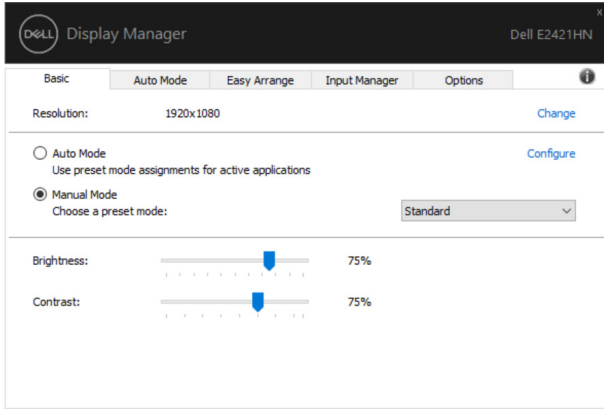 DELL Display Manager
x
Dell E2421HN
Basic Auto Mode Easy Arrange Input Manager Options
Resolution: 1920x1080 Change
Auto Mode Configure
Use preset mode assignments for active applications
Manual Mode
Choose a preset mode: Standard
Brightness: 75%
Contrast: 75%